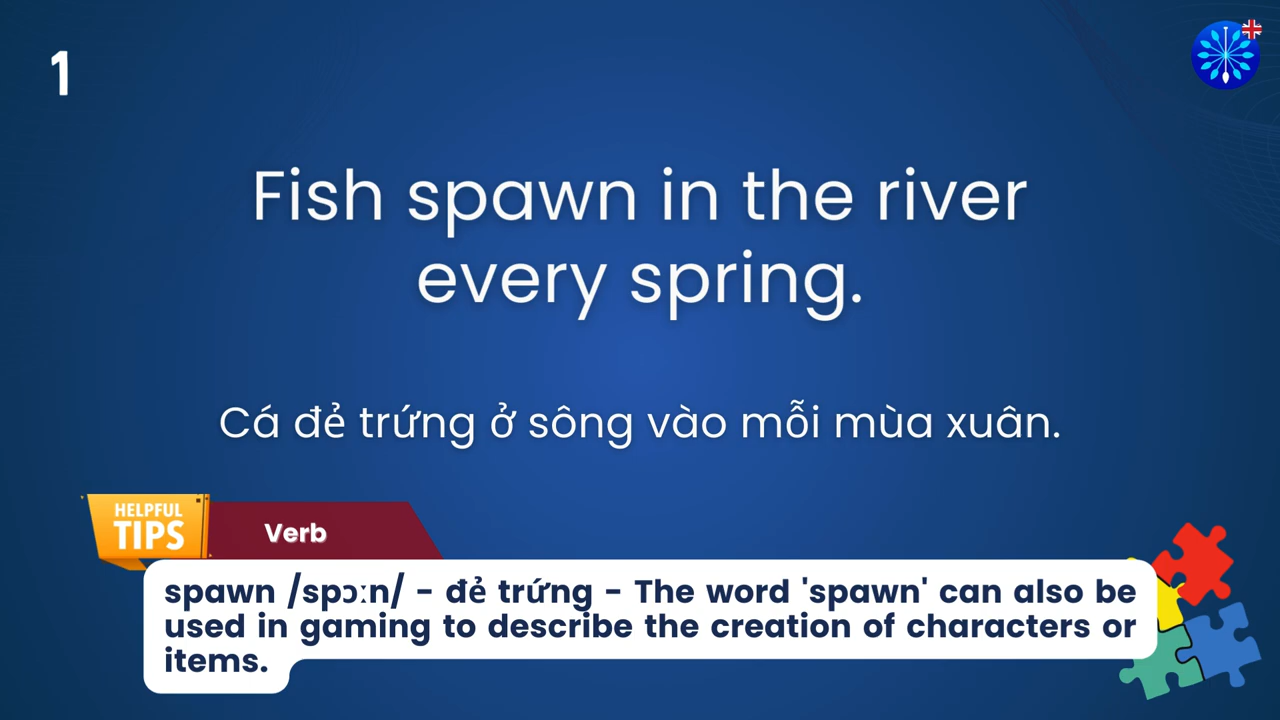 1
Fish spawn in the river
every spring.
Cá đẻ trứng ở sông vào mỗi mùa xuân.
HELPFUL
TIPS
Verb
spawn /spɔːn/ - đẻ trứng - The word 'spawn' can also be
used in gaming to describe the creation of characters or
items.